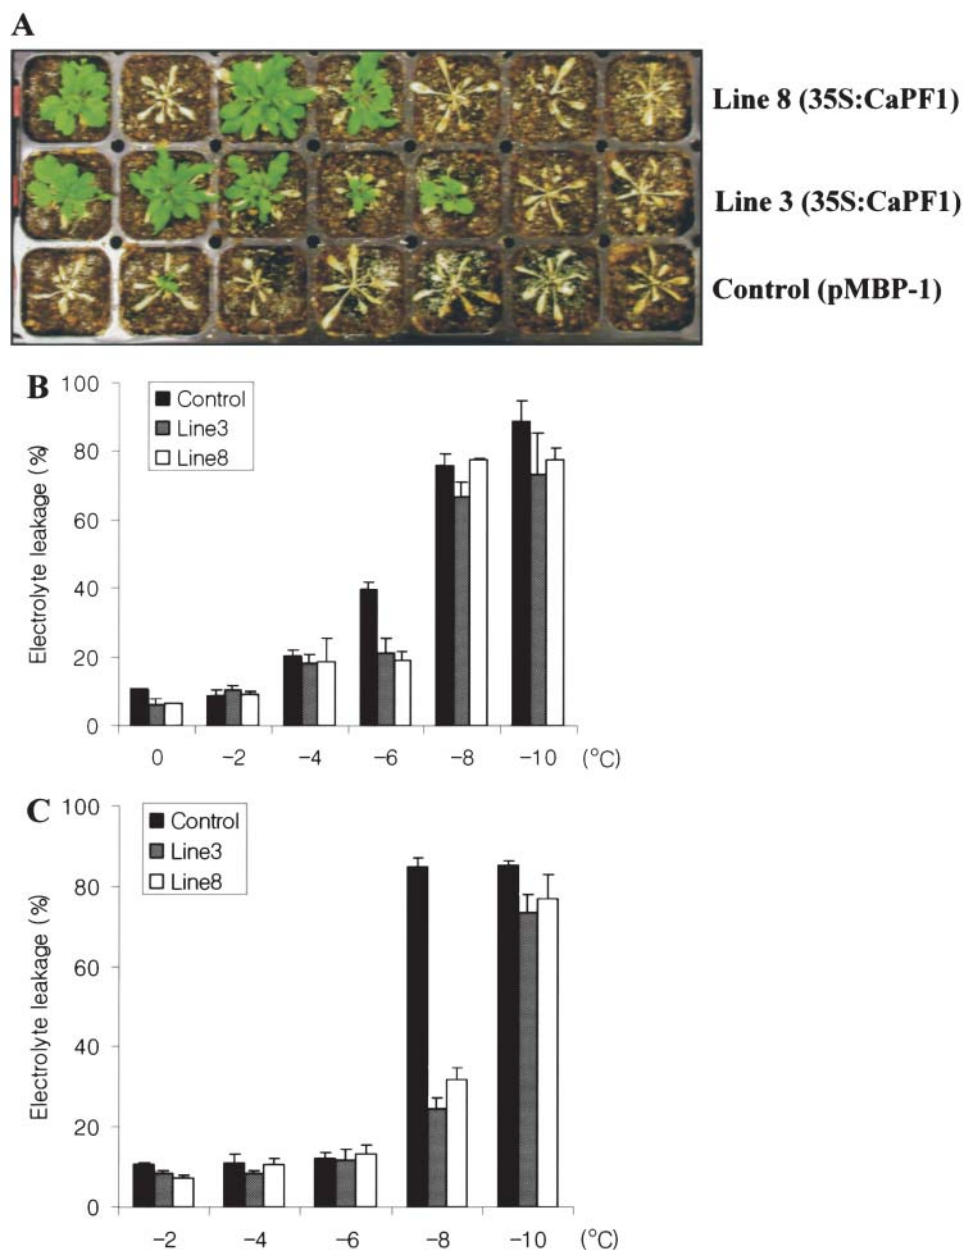 A
Line 8 (35S:CaPF1)
Line 3 (35S:CaPF1)
Control (pMBP-1)
B
Electrolyte leakage (%)
100
80
60
40
20
0
Control
Line3
Line8
0 -2 -4 -6 -8 -10 (°C)
C
Electrolyte leakage (%)
100
80
60
40
20
0
Control
Line3
Line8
-2 -4 -6 -8 -10 (°C)